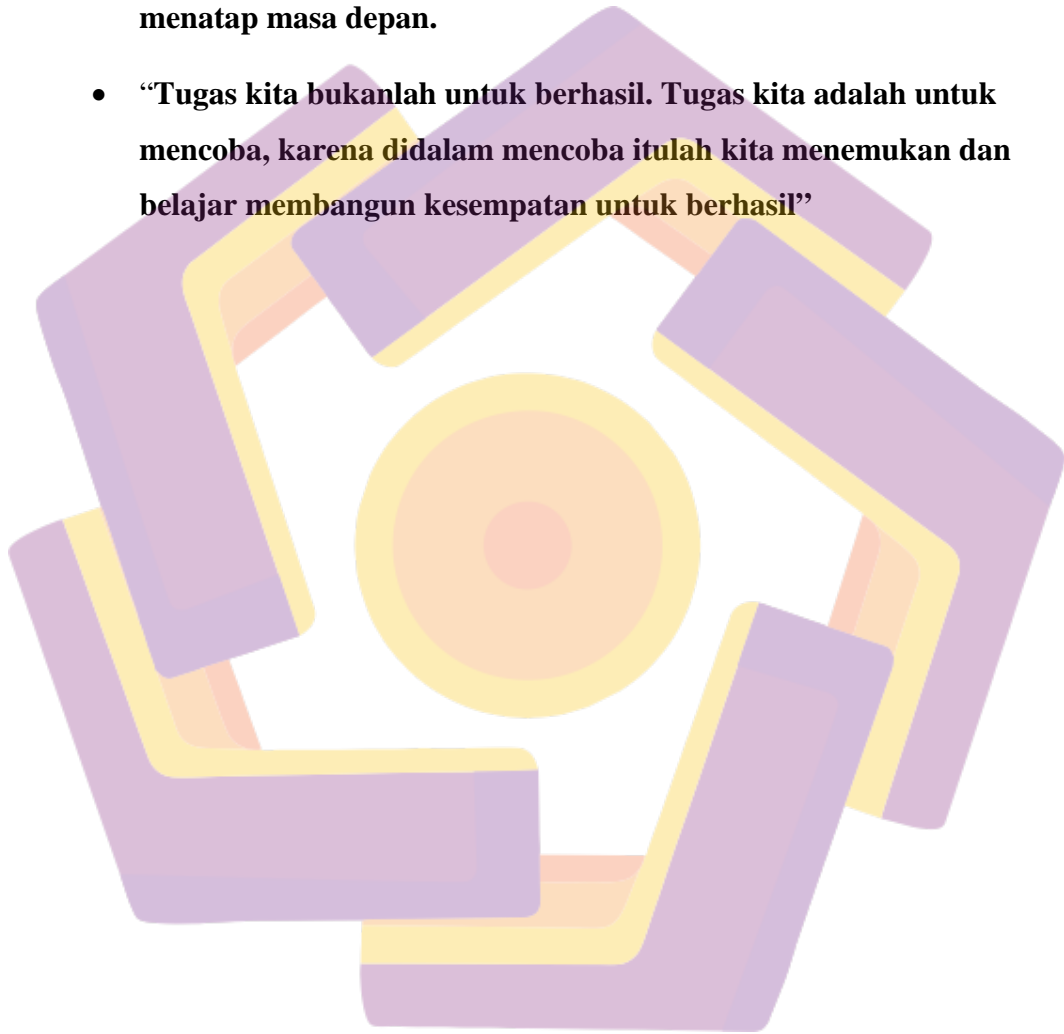 menatap masa depan.
• “Tugas kita bukanlah untuk berhasil. Tugas kita adalah untuk
mencoba, karena didalam mencoba itulah kita menemukan dan
belajar membangun kesempatan untuk berhasil”